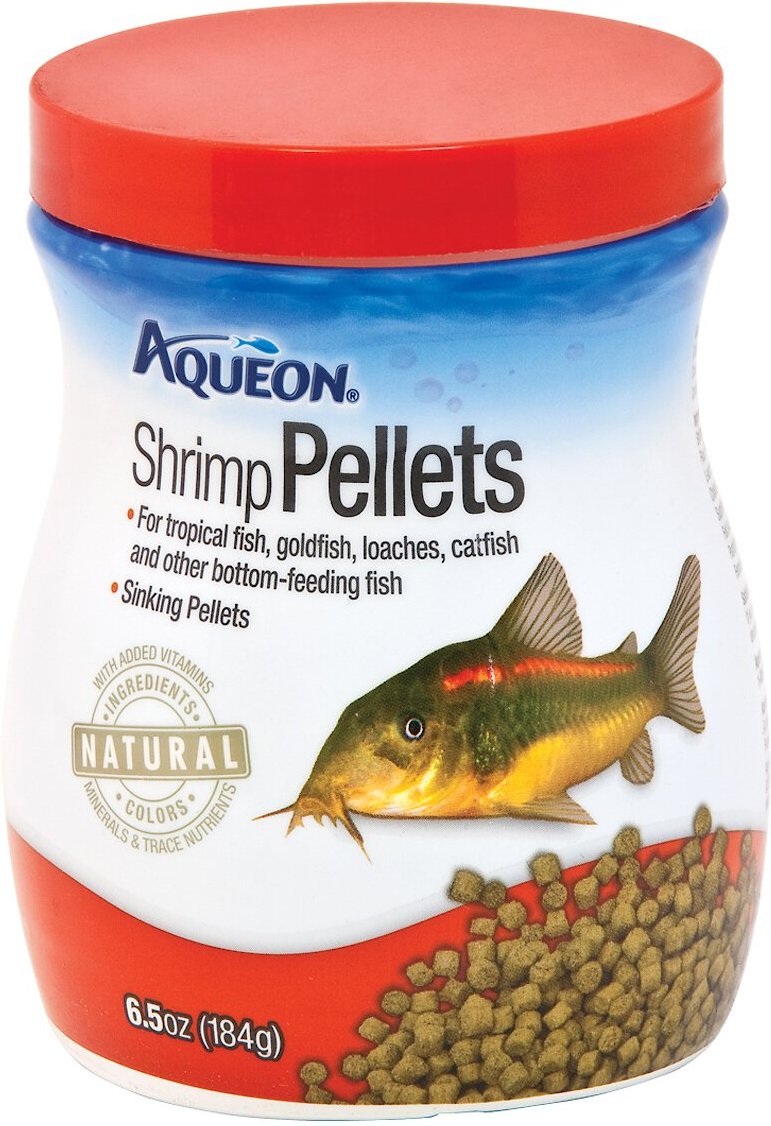 AQUEON®
Shrimp Pellets
• For tropical fish, goldfish, loaches, catfish
and other bottom-feeding fish
• Sinking Pellets
WITH ADDED VITAMINS
• INGREDIENTS •
NATURAL
• COLORS •
MINERALS & TRACE NUTRIENTS
6.5oz (184g)